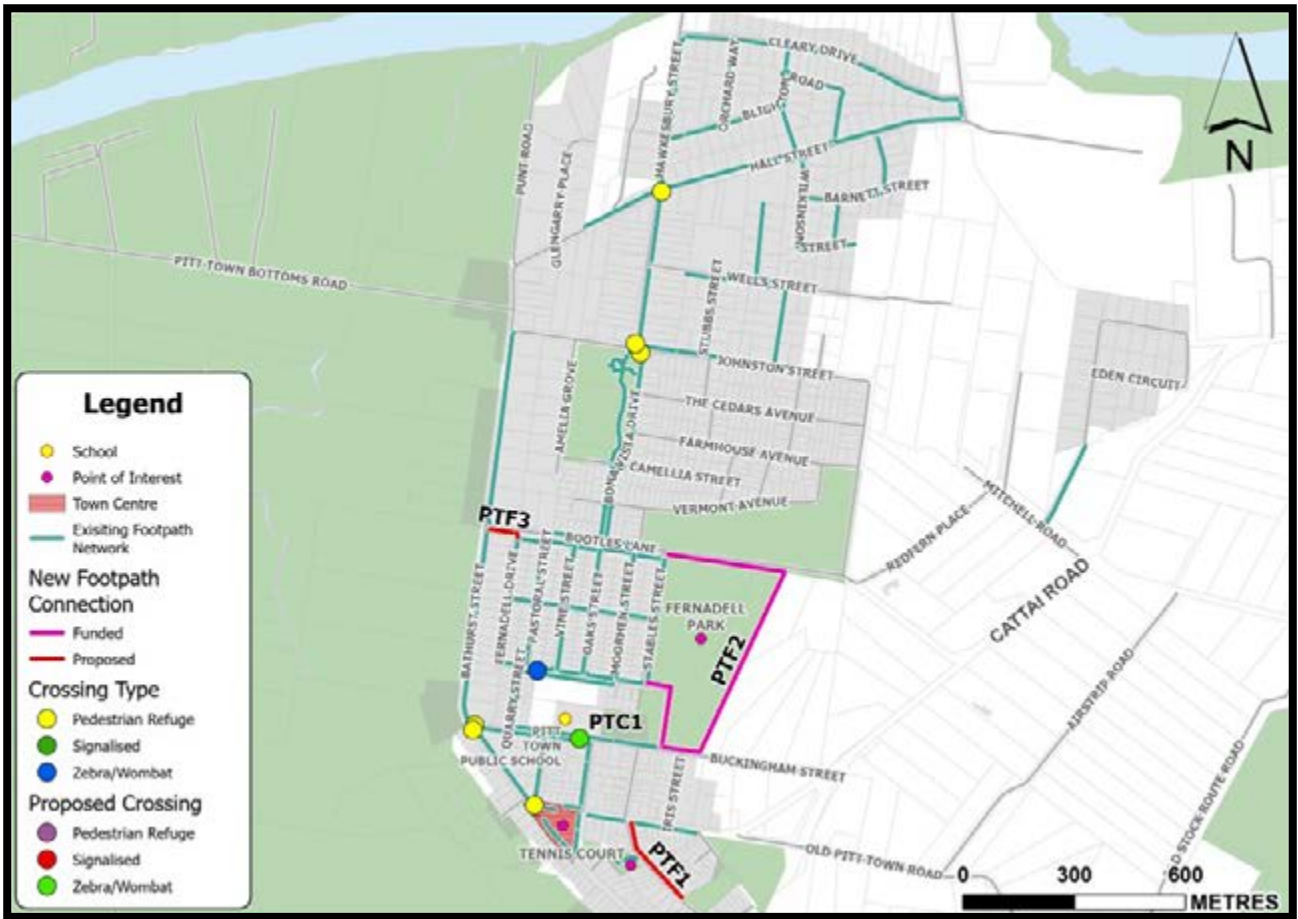 CLEARY DRIVE
HAWKESBURY STREET
ORCHARD WAY
ROAD
BLIGHTON
PUNT ROAD
GLENGARRY PLACE
HALL STREET
WILKINSON
STREET
BARNETT STREET
N
PITT TOWN BOTTOMS ROAD
WELLS STREET
STUBBS STREET
JOHNSTON STREET
EDEN CIRCUIT
AMELIA GROVE
BONA VISTA DRIVE
THE CEDARS AVENUE
FARMHOUSE AVENUE
CAMELLIA STREET
VERMONT AVENUE
MITCHELL ROAD
REDFERN PLACE
CATTAI ROAD
AIRSTRIP ROAD
PTF3
BOOTLES LANE
BATHURST STREET
FERNADELL DRIVE
PASTORAL STREET
VINE STREET
OAKS STREET
MOORHEN STREET
STABLES STREET
QUARRY STREET
FERNADELL
PARK
PTF2
PTC1
PITT
TOWN
PUBLIC SCHOOL
BUCKINGHAM STREET
IRIS STREET
TENNIS COURT
PTF1
OLD PITT TOWN ROAD
D STOCK ROUTE ROAD
0 300 600
METRES
Legend
School
Point of Interest
Town Centre
Exisiting Footpath
Network
New Footpath
Connection
Funded
Proposed
Crossing Type
Pedestrian Refuge
Signalised
Zebra/Wombat
Proposed Crossing
Pedestrian Refuge
Signalised
Zebra/Wombat